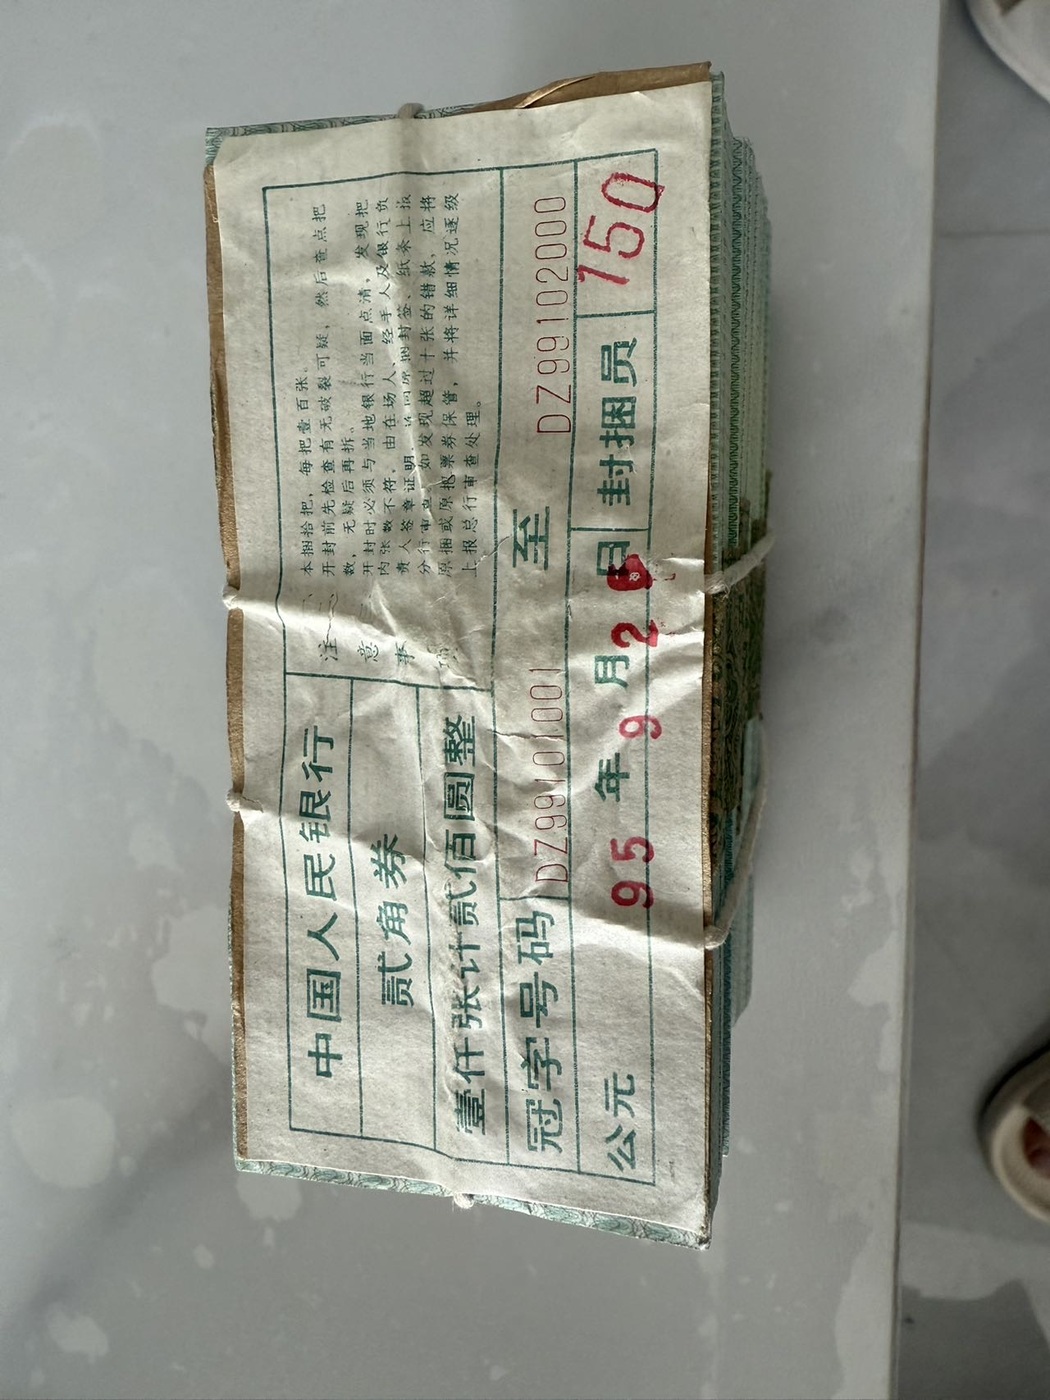 中国人民银行
贰角券
壹仟张计贰佰圆整
注意事项
本捆拾把，每把壹百张。
开封前先检查有无破裂可疑，然后意点把
数，无疑后再拆。
开封时必须与当地银行当面点清，发现把
内张数不符，由在场人、经手人及银行负
责人签章证明，连同原捆封签、纸条上报
分行审查，如发现超过十张的错款，应将
原捆或原把票券保管，并将详细情况逐级
上报总行审查处理。
冠字号码 DZ99101001 至 DZ99102000
公元 95 年 9 月 2 日 封捆员 150